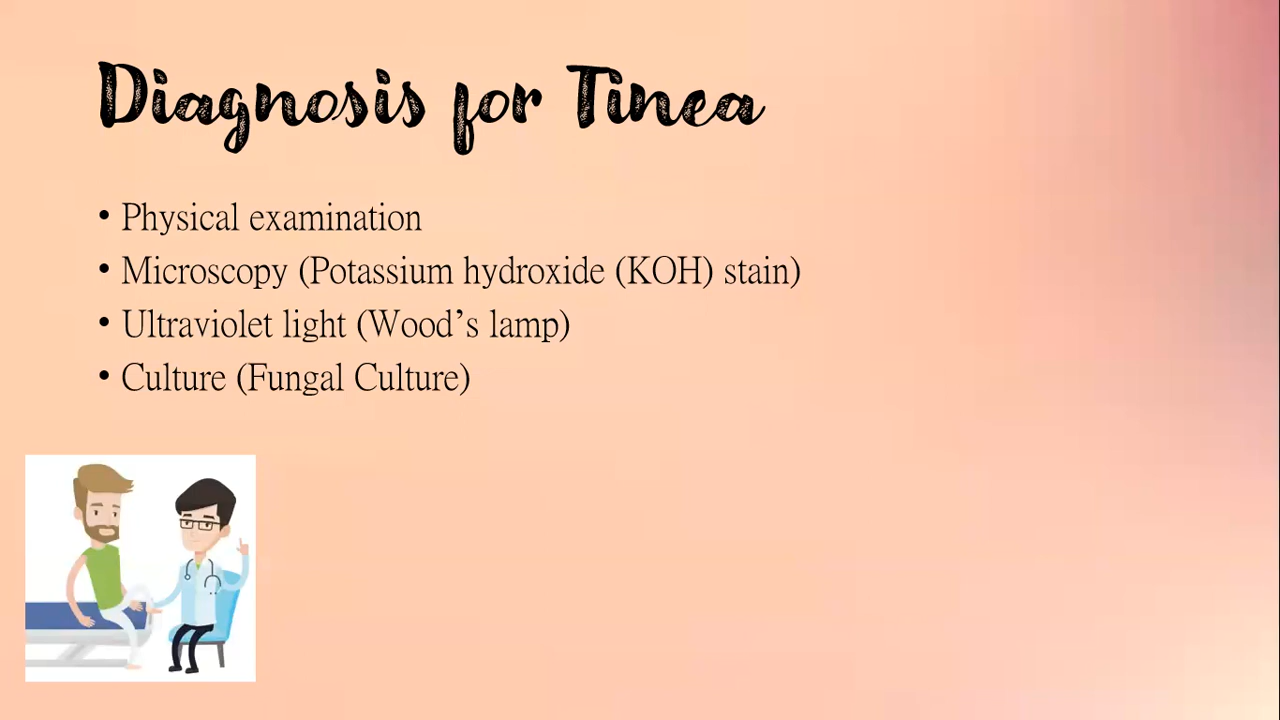 Diagnosis for Tinea
• Physical examination
• Microscopy (Potassium hydroxide (KOH) stain)
• Ultraviolet light (Wood’s lamp)
• Culture (Fungal Culture)